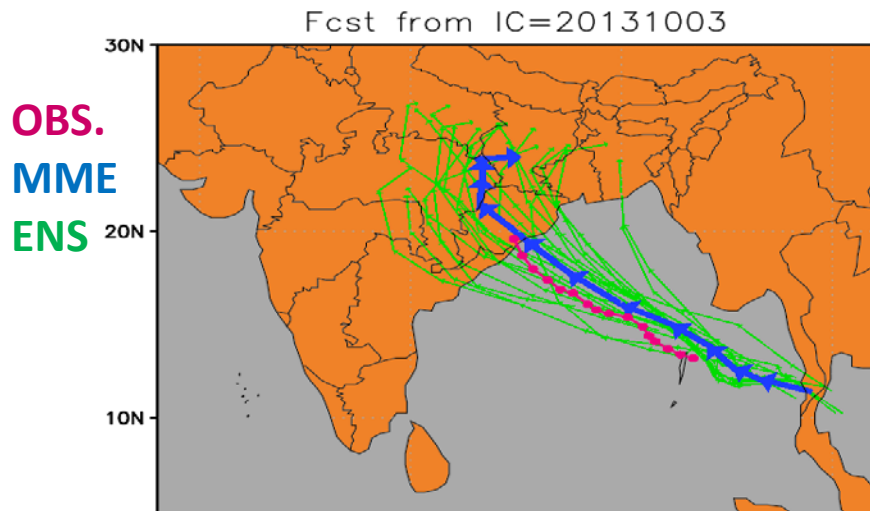 Fcst from IC=20131003
OBS.
MME
ENS
30N
20N
10N